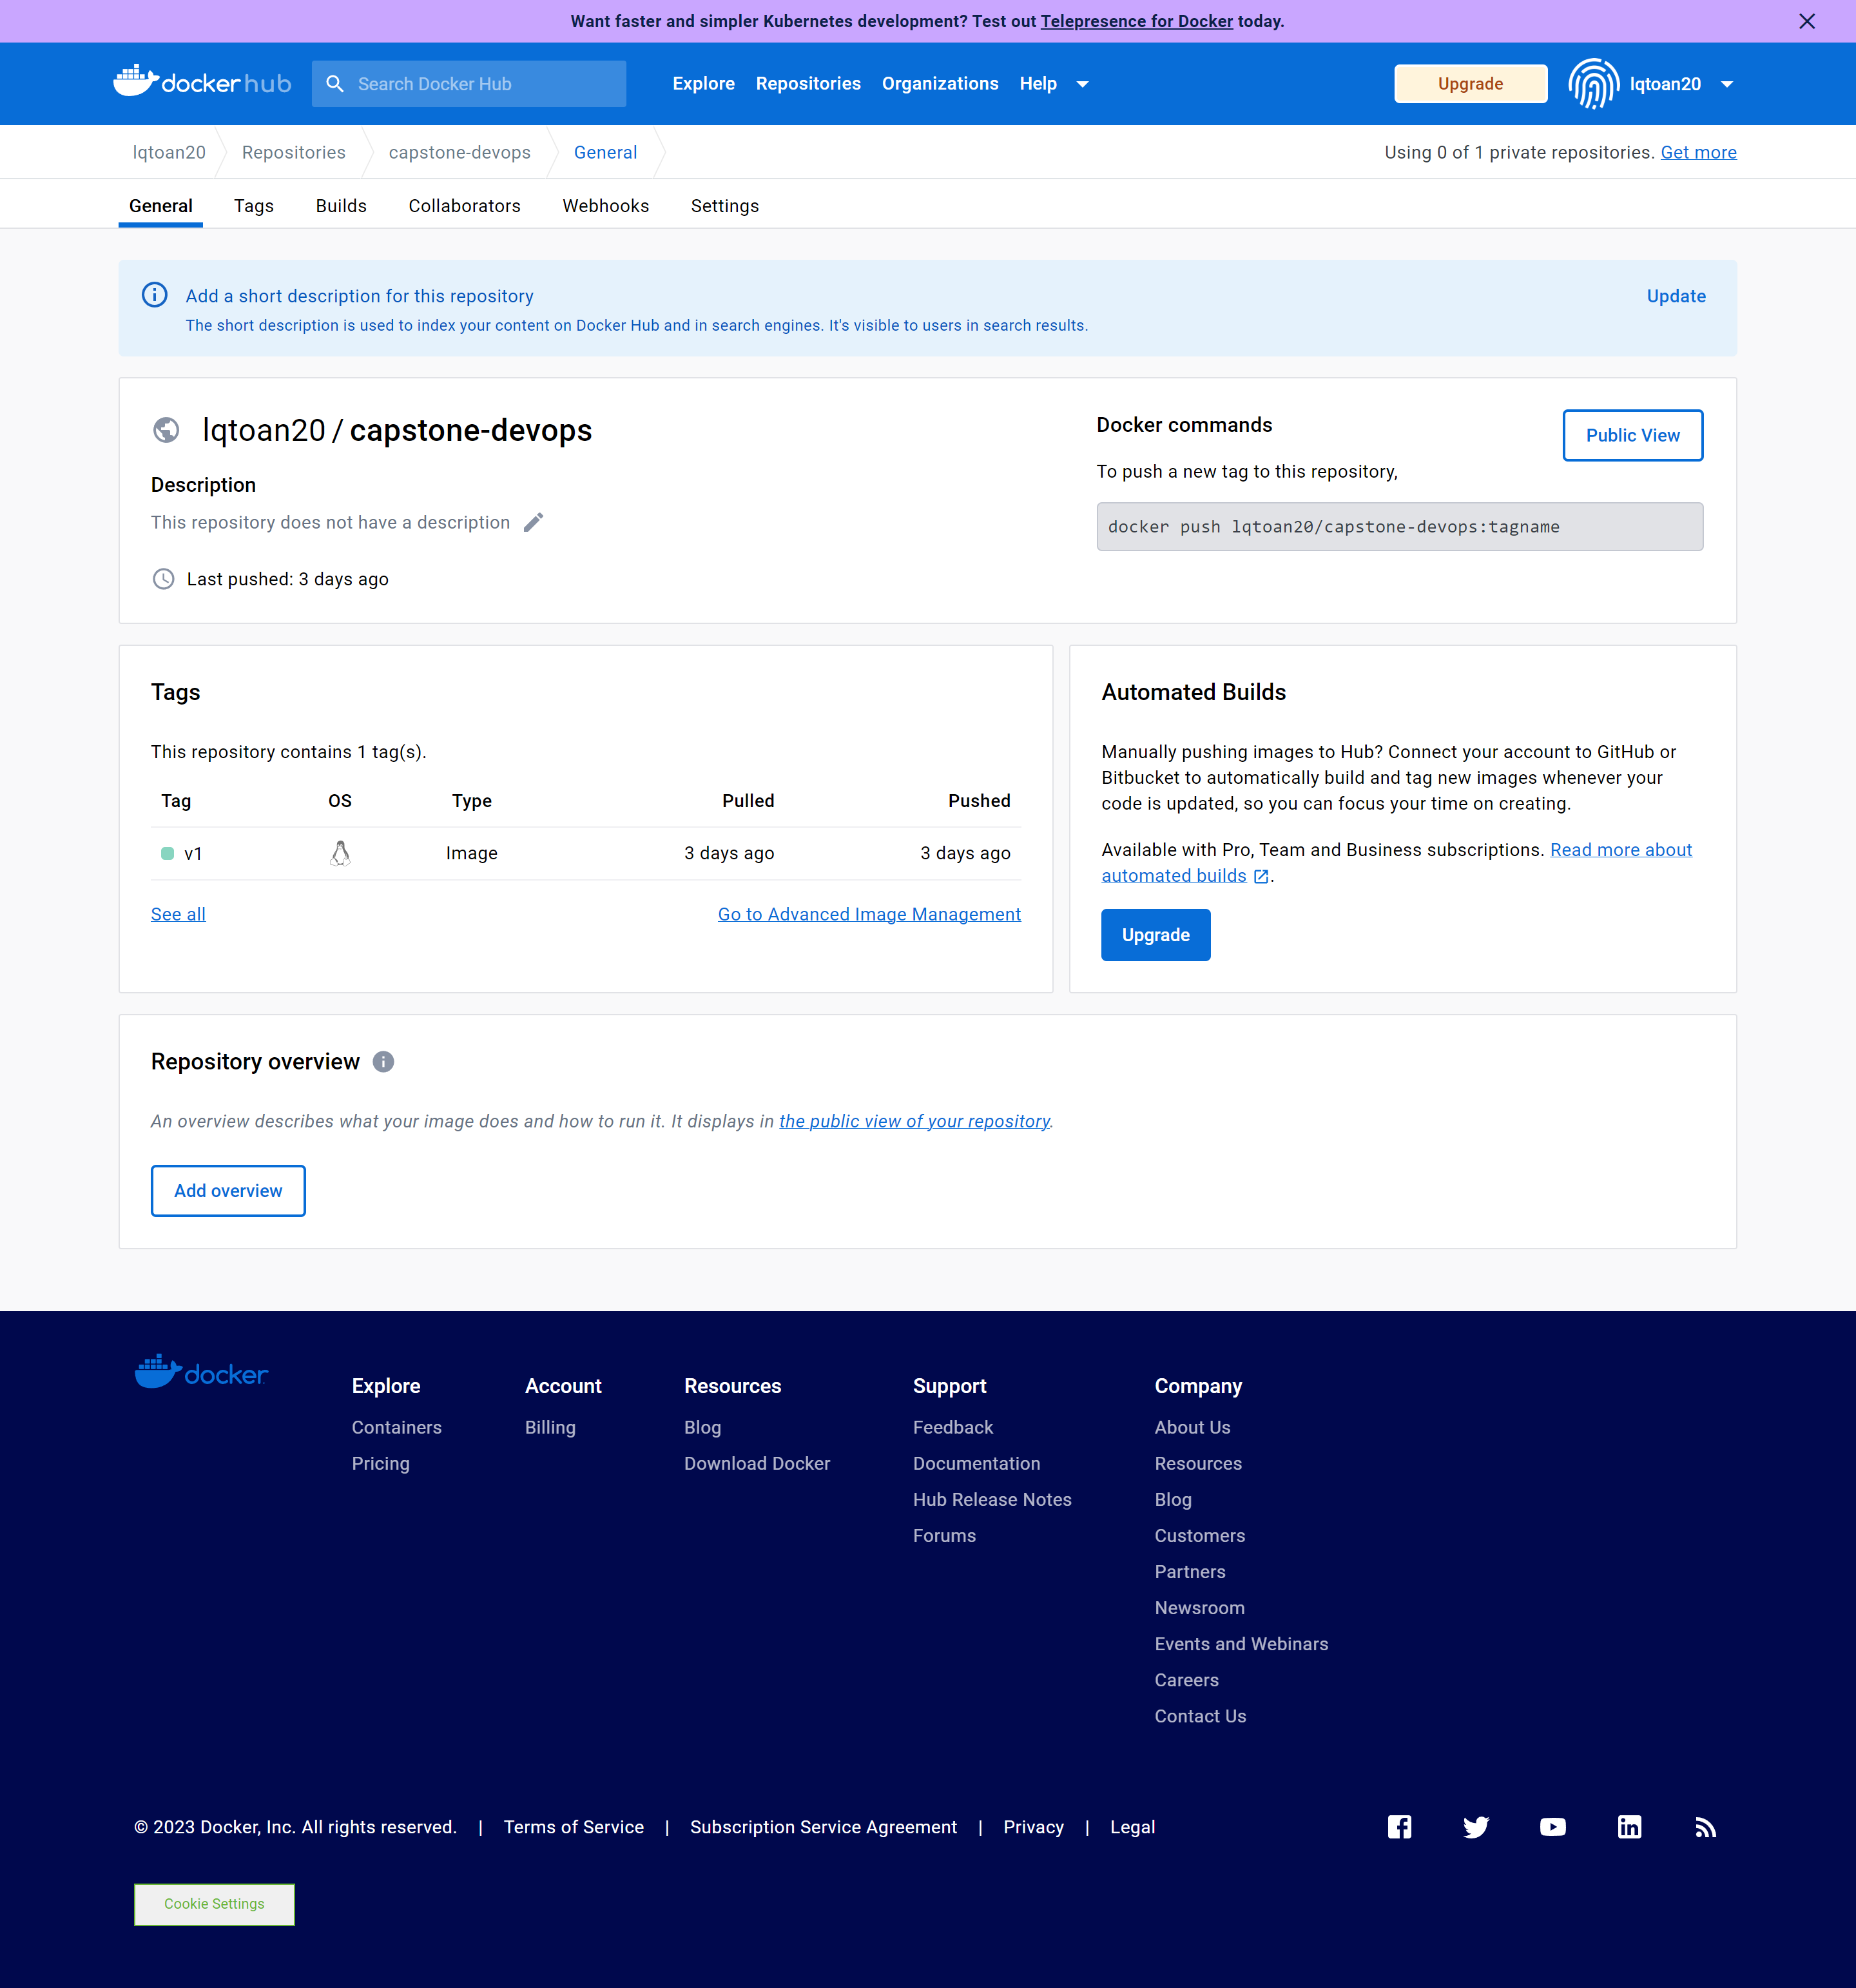 Want faster and simpler Kubernetes development? Test out Telepresence for Docker today.
dockerhub
Search Docker Hub
Explore
Repositories
Organizations
Help
Upgrade
lqtoan20
lqtoan20
Repositories
capstone-devops
General
Using 0 of 1 private repositories. Get more
General
Tags
Builds
Collaborators
Webhooks
Settings
Add a short description for this repository
Update
The short description is used to index your content on Docker Hub and in search engines. It's visible to users in search results.
lqtoan20 / capstone-devops
Description
This repository does not have a description
Last pushed: 3 days ago
Docker commands
Public View
To push a new tag to this repository,
docker push lqtoan20/capstone-devops:tagname
Tags
This repository contains 1 tag(s).
Tag OS Type Pulled Pushed
v1 Image 3 days ago 3 days ago
See all
Go to Advanced Image Management
Automated Builds
Manually pushing images to Hub? Connect your account to GitHub or
Bitbucket to automatically build and tag new images whenever your
code is updated, so you can focus your time on creating.
Available with Pro, Team and Business subscriptions. Read more about
automated builds .
Upgrade
Repository overview
An overview describes what your image does and how to run it. It displays in the public view of your repository.
Add overview
docker
Explore
Containers
Pricing
Account
Billing
Resources
Blog
Download Docker
Support
Feedback
Documentation
Hub Release Notes
Forums
Company
About Us
Resources
Blog
Customers
Partners
Newsroom
Events and Webinars
Careers
Contact Us
© 2023 Docker, Inc. All rights reserved. | Terms of Service | Subscription Service Agreement | Privacy | Legal
Cookie Settings